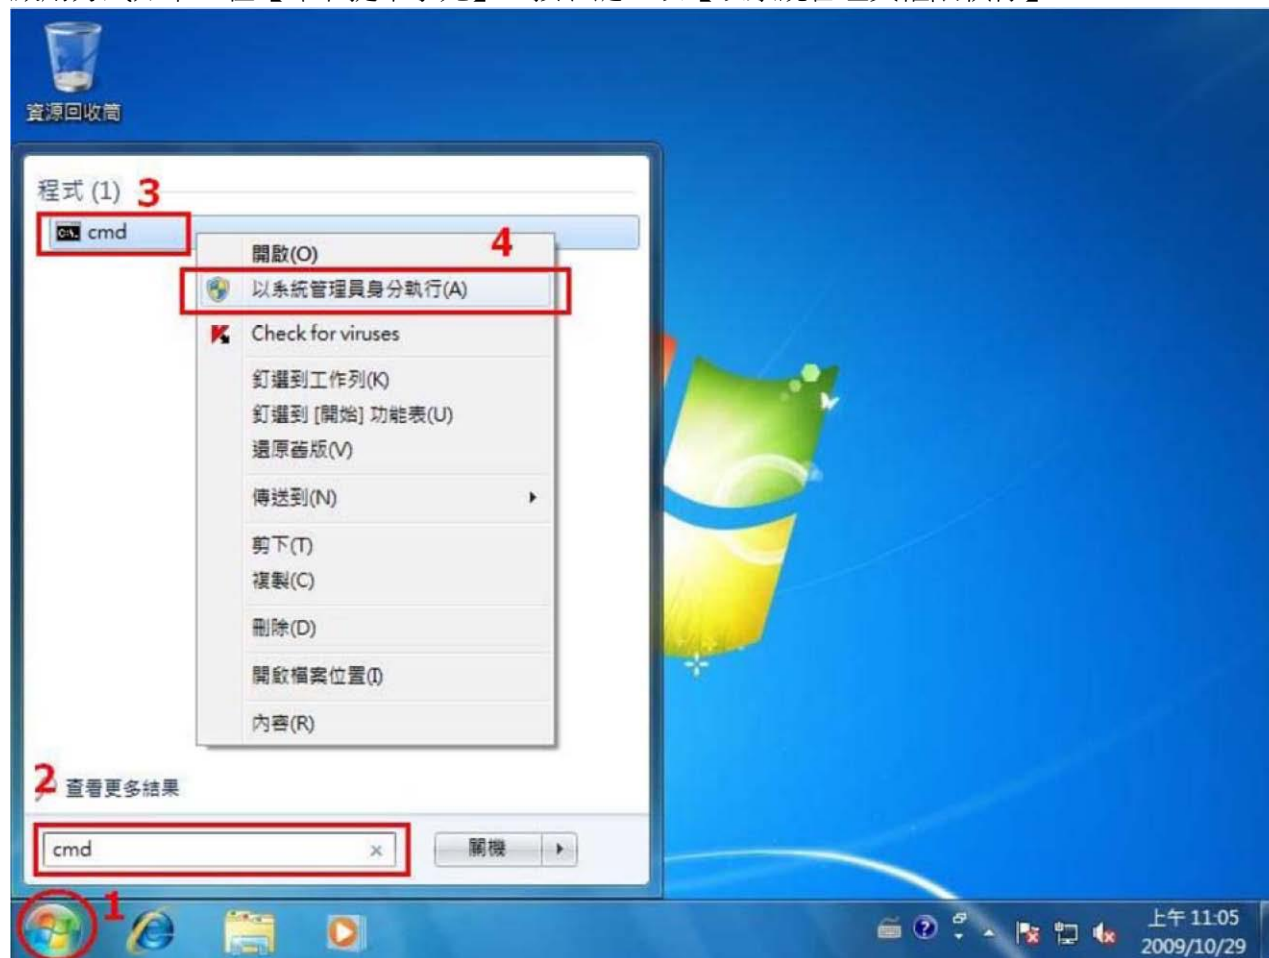 資源回收筒
程式 (1)
3
cmd
開啟(O)
4
以系統管理員身分執行(A)
Check for viruses
釘選到工作列(K)
釘選到 [開始] 功能表(U)
還原舊版(V)
傳送到(N)
剪下(T)
複製(C)
刪除(D)
開啟檔案位置(I)
內容(R)
2
查看更多結果
cmd
關機
1
上午 11:05
2009/10/29